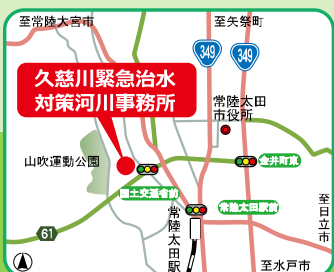 至常陸大宮市
至矢祭町
349
349
久慈川緊急治水
対策河川事務所
常陸太田
市役所
山吹運動公園
金井町東
国土交通省前
常陸太田駅前
至日立市
61
常陸太田駅
至水戸市